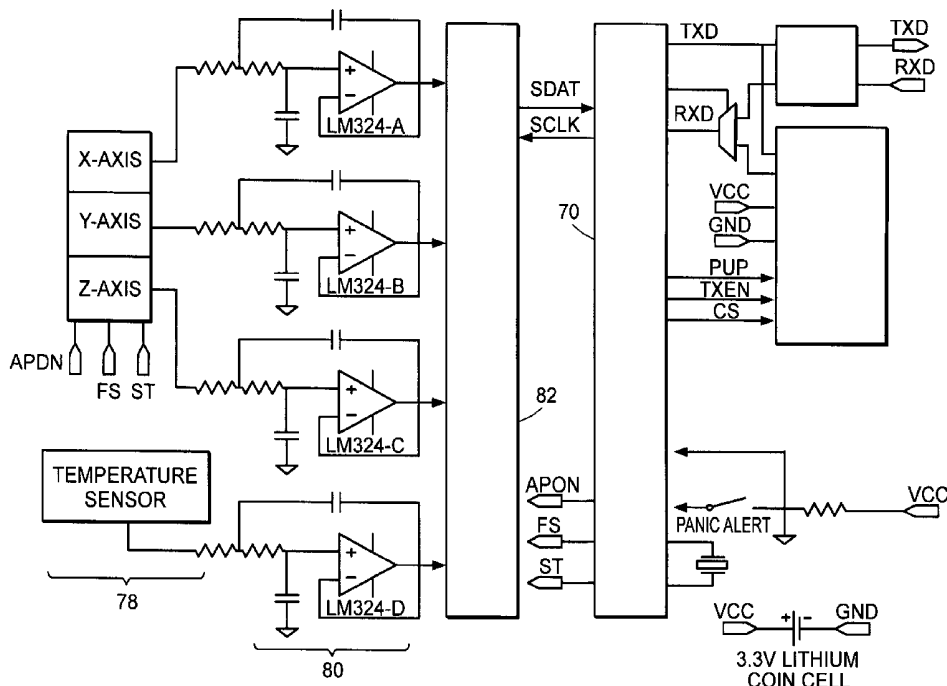 TXD
TXD
RXD
LM324-A
SDAT
RXD
SCLK
X-AXIS
Y-AXIS
Z-AXIS
LM324-B
70
VCC
GND
PUP
TXEN
CS
APDN
FS
ST
LM324-C
82
TEMPERATURE
SENSOR
APON
FS
ST
PANIC ALERT
VCC
LM324-D
78
80
VCC
+
-
GND
3.3V LITHIUM
COIN CELL